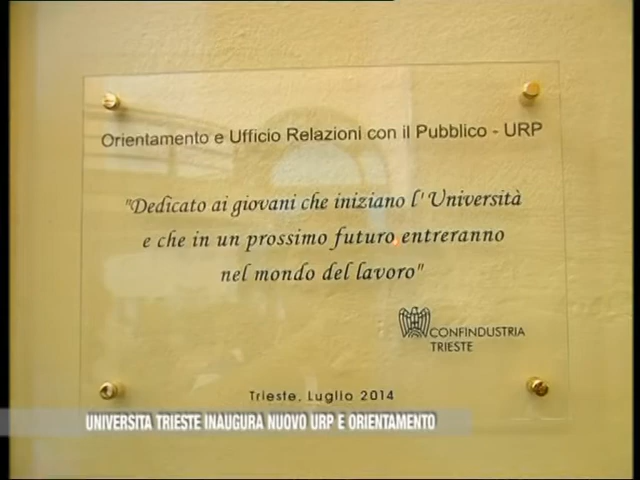 Orientamento e Ufficio Relazioni con il Pubblico - URP
"Dedicato ai giovani che iniziano l'Università
e che in un prossimo futuro entreranno
nel mondo del lavoro"
CONFINDUSTRIA
TRIESTE
Trieste, Luglio 2014
UNIVERSITA TRIESTE INAUGURA NUOVO URP E ORIENTAMENTO